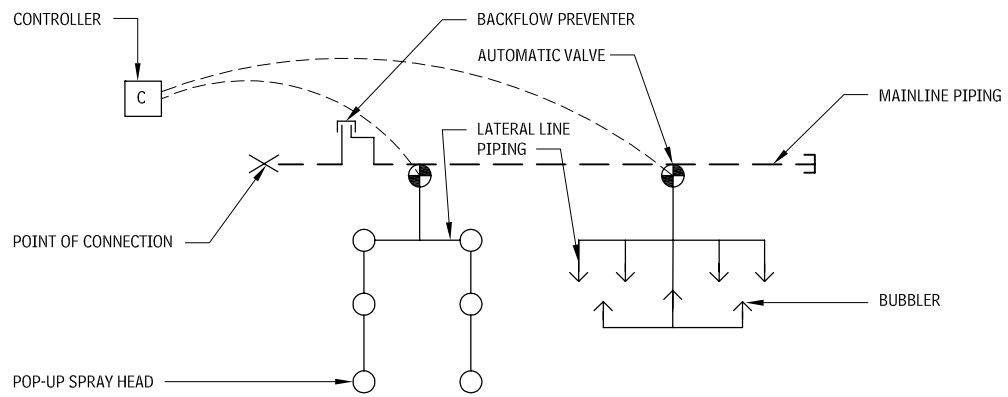 CONTROLLER
BACKFLOW PREVENTER
AUTOMATIC VALVE
C
MAINLINE PIPING
LATERAL LINE
PIPING
POINT OF CONNECTION
BUBBLER
POP-UP SPRAY HEAD